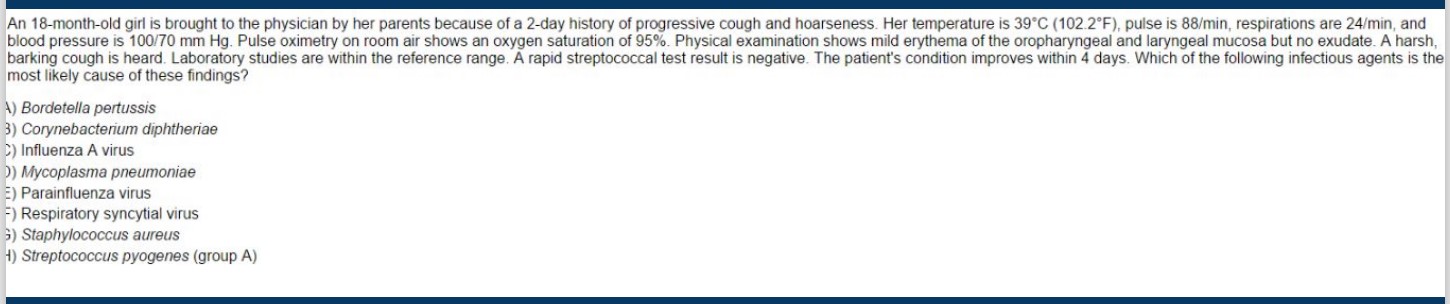 An 18-month-old girl is brought to the physician by her parents because of a 2-day history of progressive cough and hoarseness. Her temperature is 39°C (102.2°F), pulse is 88/min, respirations are 24/min, and
blood pressure is 100/70 mm Hg. Pulse oximetry on room air shows an oxygen saturation of 95%. Physical examination shows mild erythema of the oropharyngeal and laryngeal mucosa but no exudate. A harsh,
barking cough is heard. Laboratory studies are within the reference range. A rapid streptococcal test result is negative. The patient's condition improves within 4 days. Which of the following infectious agents is the
most likely cause of these findings?
A) Bordetella pertussis
B) Corynebacterium diphtheriae
C) Influenza A virus
D) Mycoplasma pneumoniae
E) Parainfluenza virus
F) Respiratory syncytial virus
G) Staphylococcus aureus
H) Streptococcus pyogenes (group A)